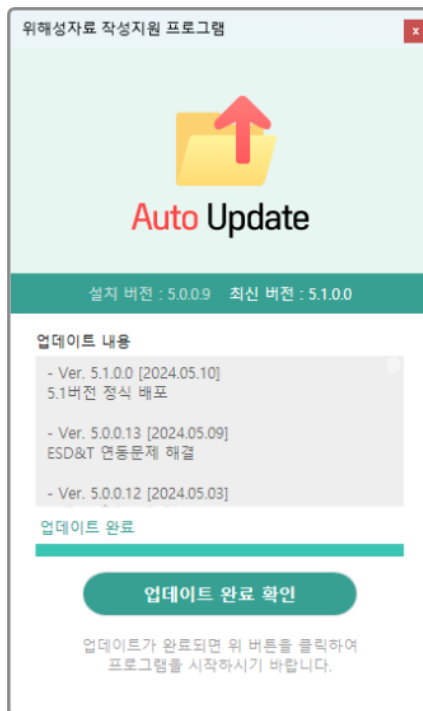 위해성자료 작성지원 프로그램
x
Auto Update
설치 버전 : 5.0.0.9 최신 버전 : 5.1.0.0
업데이트 내용
- Ver. 5.1.0.0 [2024.05.10]
5.1버전 정식 배포
- Ver. 5.0.0.13 [2024.05.09]
ESD&T 연동문제 해결
- Ver. 5.0.0.12 [2024.05.03]
업데이트 완료
업데이트 완료 확인
업데이트가 완료되면 위 버튼을 클릭하여
프로그램을 시작하시기 바랍니다.